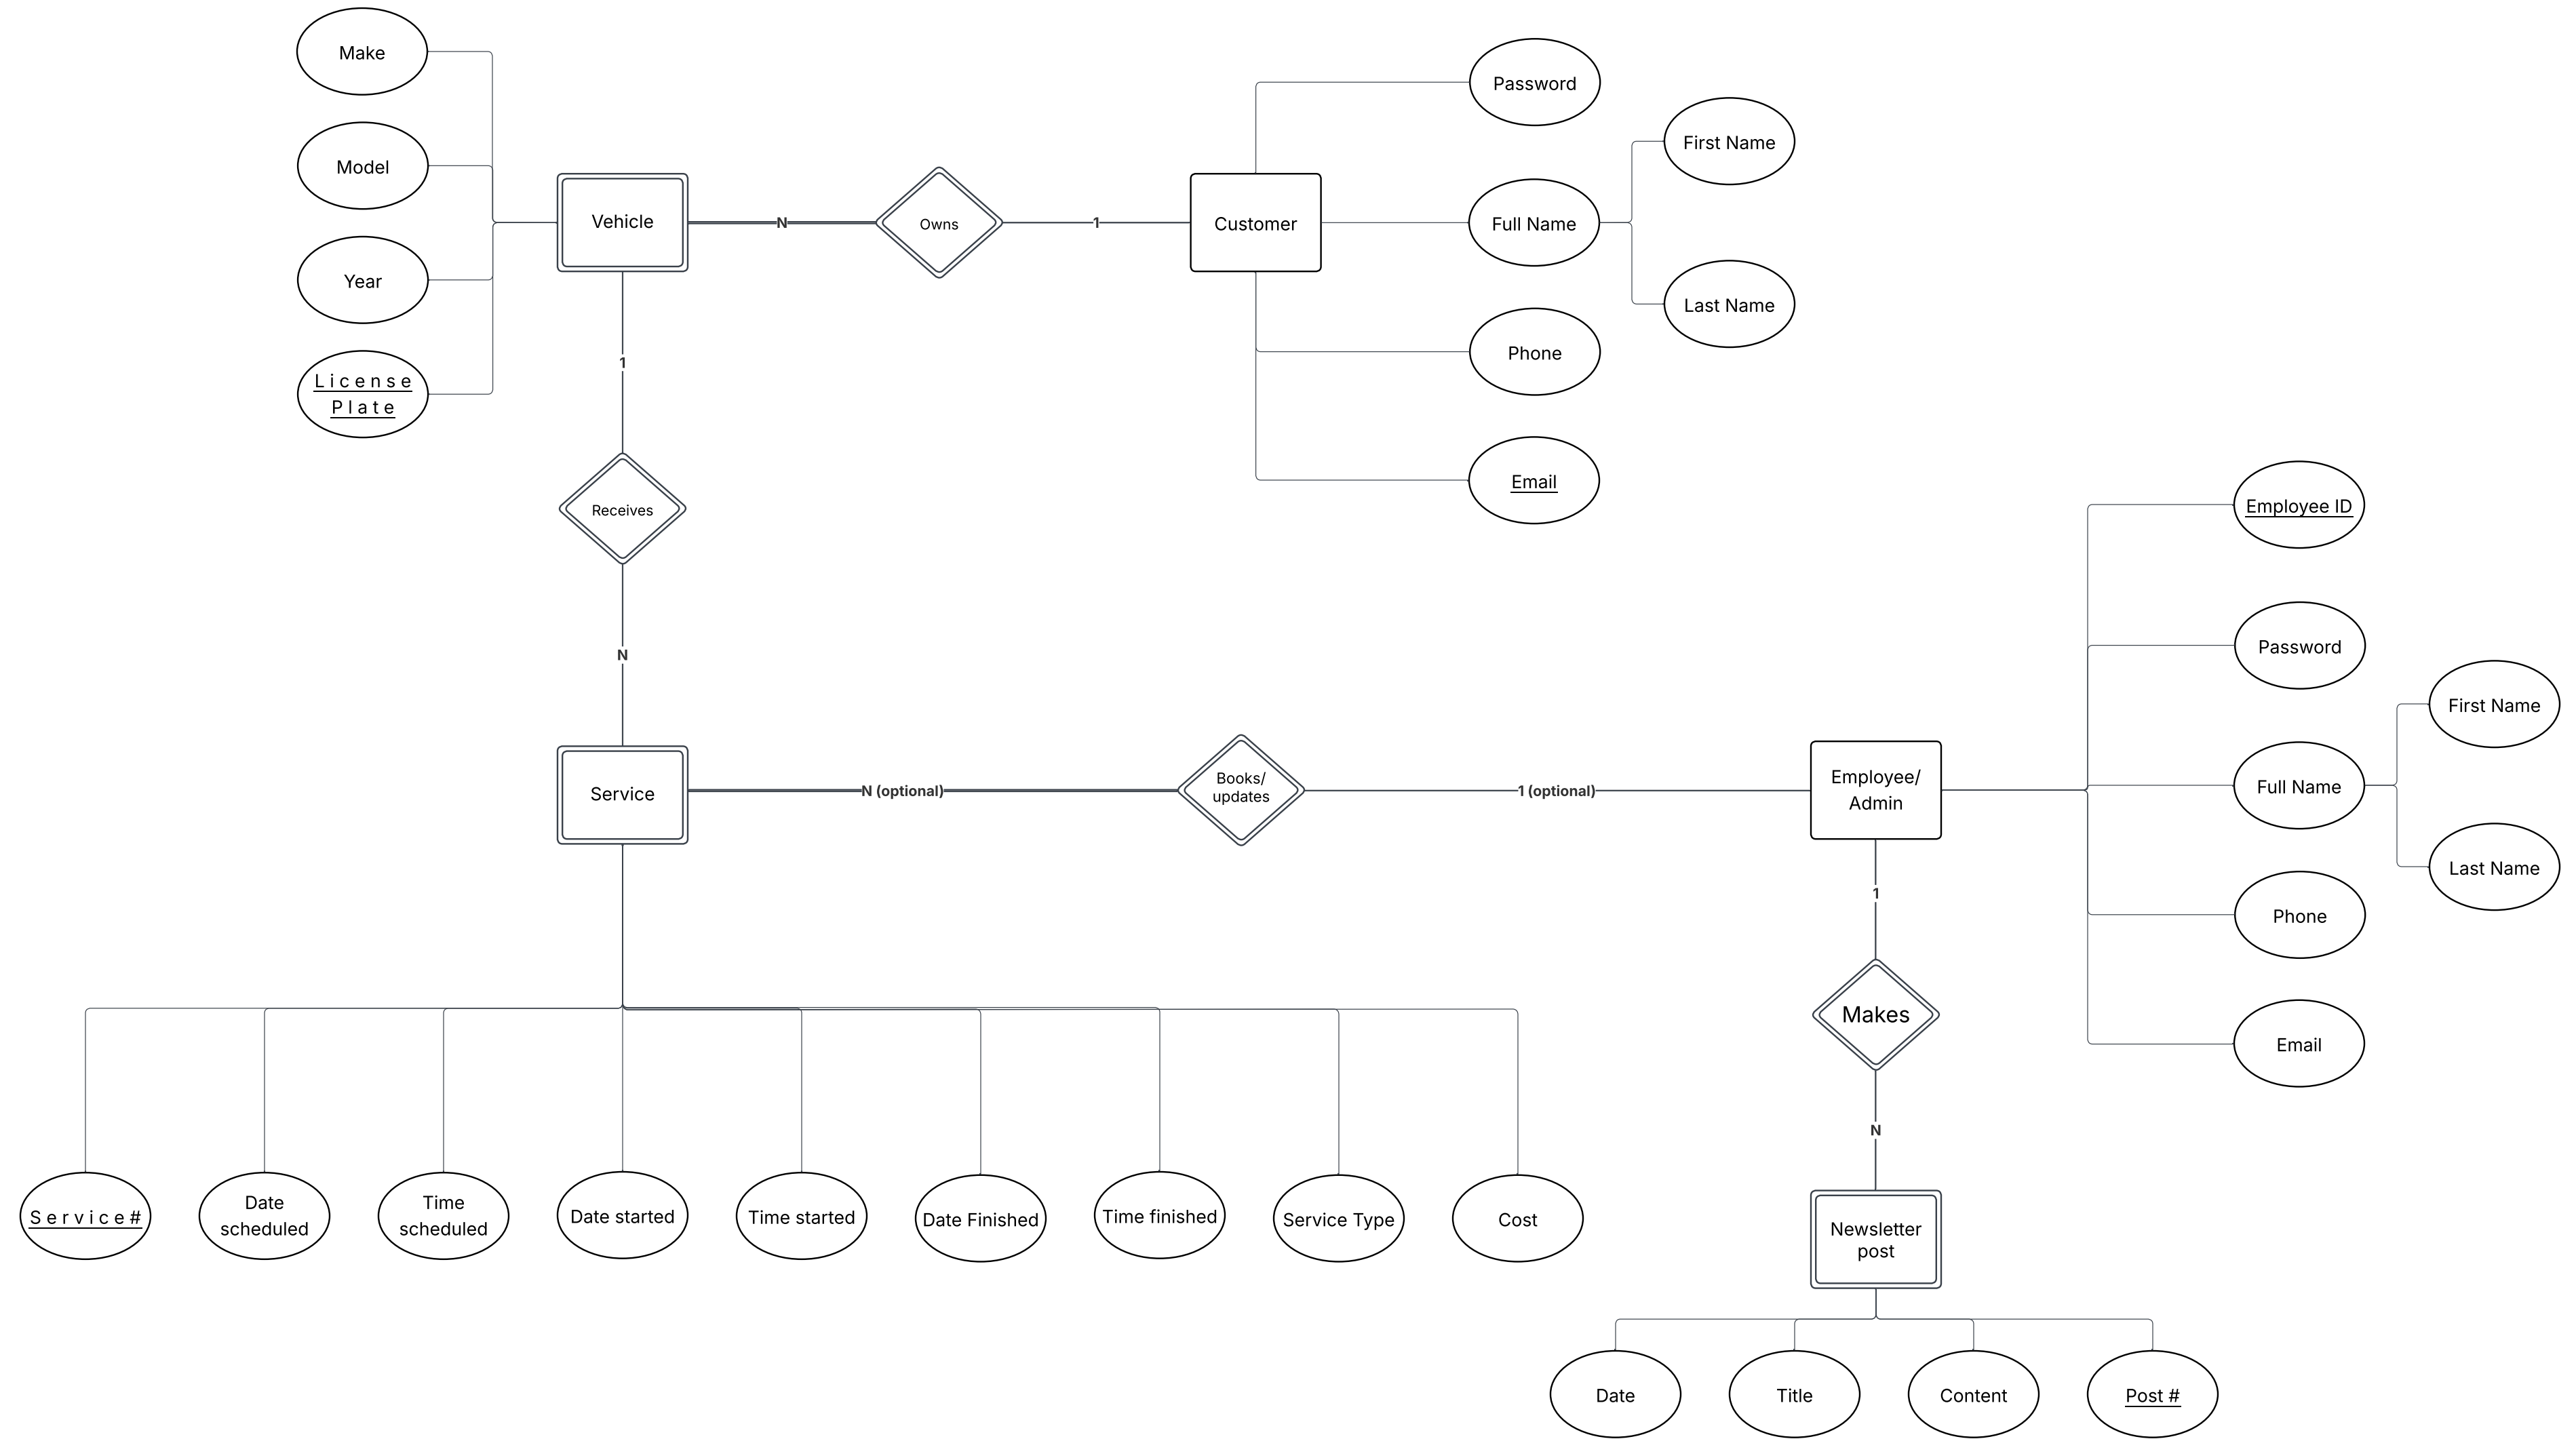 Make
Model
Year
License
Plate
Vehicle
N
Owns
1
Customer
Password
Full Name
First Name
Last Name
Phone
Email
1
Receives
N
Service
N (optional)
Books/
updates
1 (optional)
Employee/
Admin
Employee ID
Password
Full Name
First Name
Last Name
Phone
Email
1
Makes
N
Newsletter
post
Service#
Date
scheduled
Time
scheduled
Date started
Time started
Date Finished
Time finished
Service Type
Cost
Date
Title
Content
Post #